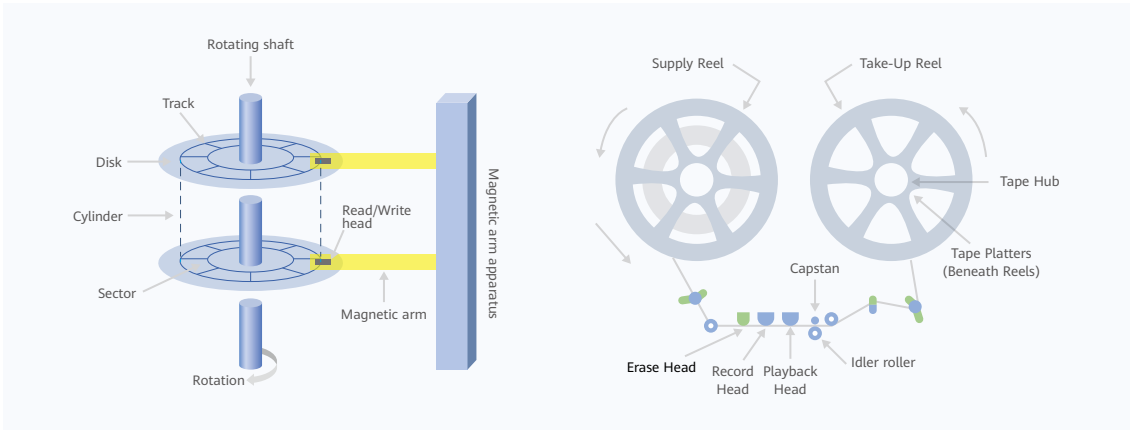 Rotating shaft
Track
Disk
Cylinder
Read/Write
head
Sector
Magnetic arm
Rotation
Magnetic arm apparatus
Supply Reel
Take-Up Reel
Tape Hub
Tape Platters
(Beneath Reels)
Capstan
Idler roller
Erase Head
Record
Head
Playback
Head